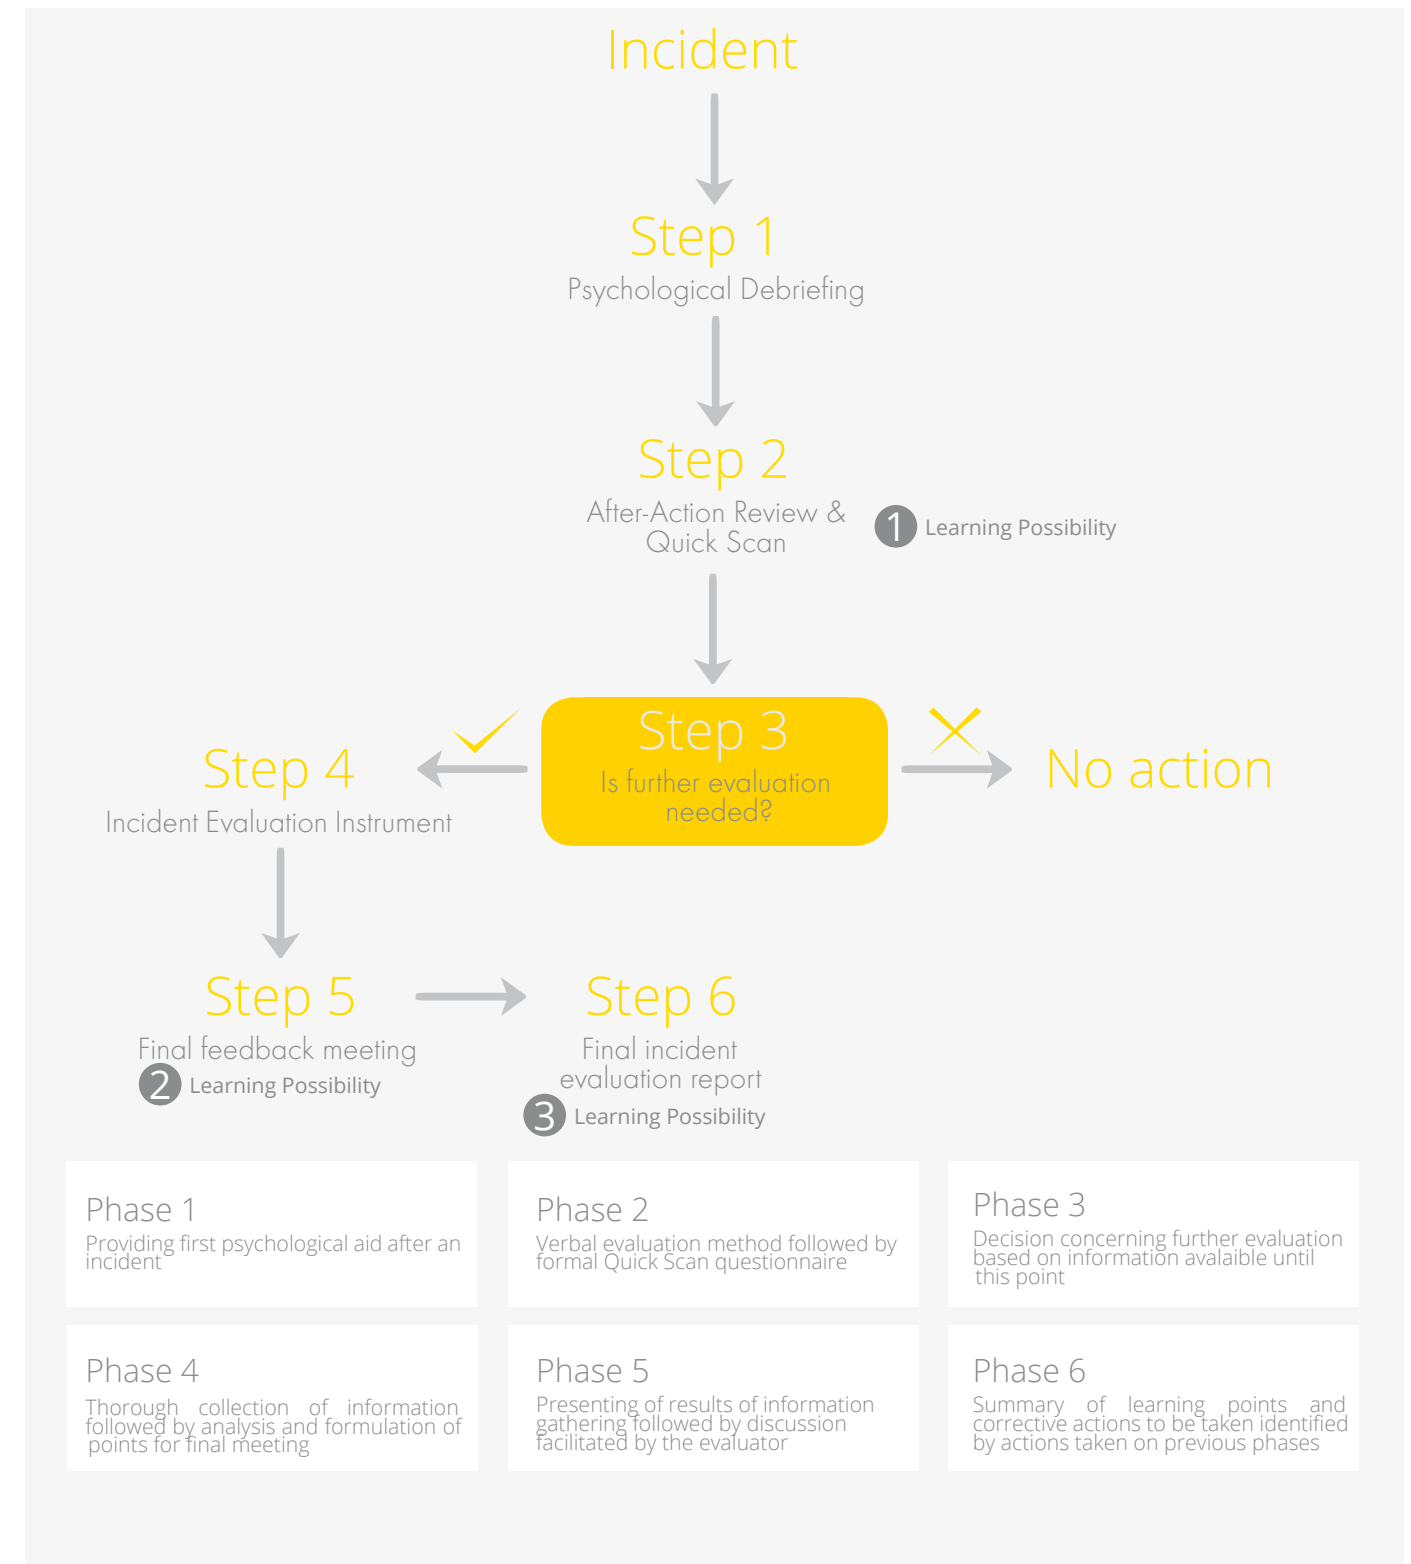 Incident
Step 1
Psychological Debriefing
Step 2
After-Action Review &
Quick Scan
1 Learning Possibility
Step 3
Is further evaluation
needed?
Step 4
Incident Evaluation Instrument
No action
Step 5
Final feedback meeting
2 Learning Possibility
Step 6
Final incident
evaluation report
3 Learning Possibility
Phase 1
Providing first psychological aid after an
incident
Phase 2
Verbal evaluation method followed by
formal Quick Scan questionnaire
Phase 3
Decision concerning further evaluation
based on information avalaible until
this point
Phase 4
Thorough collection of information
followed by analysis and formulation of
points for final meeting
Phase 5
Presenting of results of information
gathering followed by discussion
facilitated by the evaluator
Phase 6
Summary of learning points and
corrective actions to be taken identified
by actions taken on previous phases